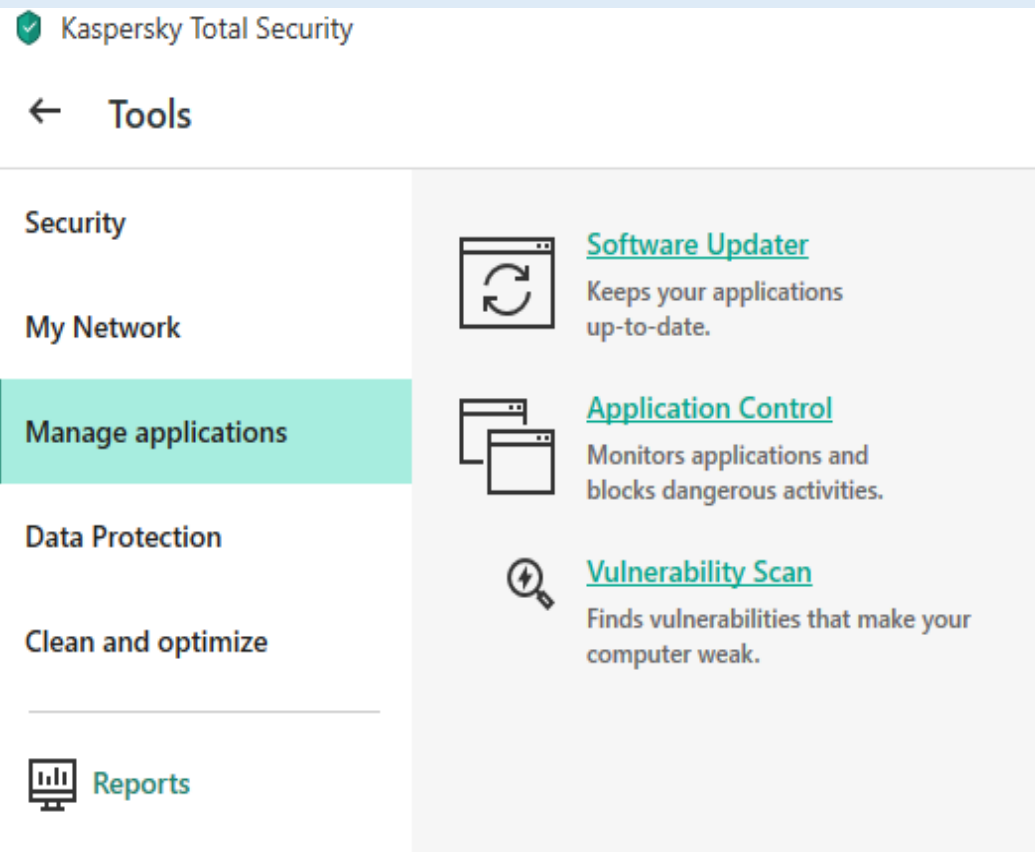 Kaspersky Total Security
Tools
Security
My Network
Manage applications
Data Protection
Clean and optimize
Reports
Software Updater
Keeps your applications
up-to-date.
Application Control
Monitors applications and
blocks dangerous activities.
Vulnerability Scan
Finds vulnerabilities that make your
computer weak.